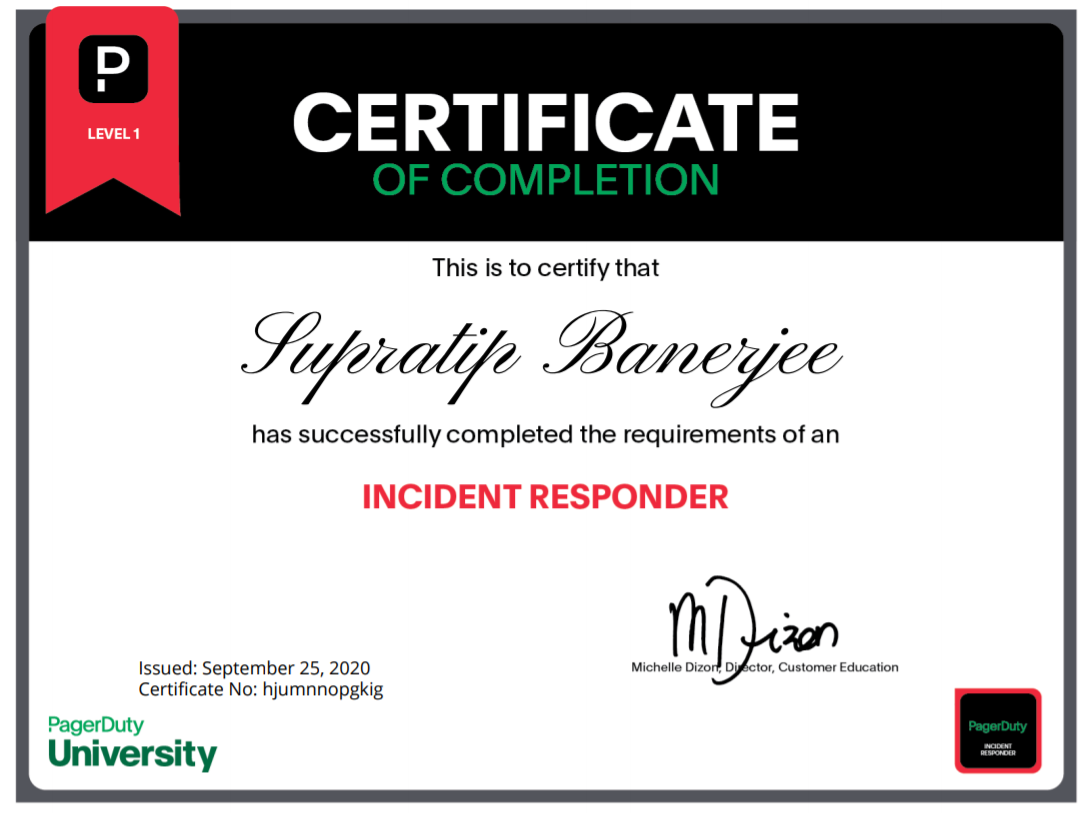 LEVEL 1
CERTIFICATE
OF COMPLETION
This is to certify that
Supratip Banerjee
has successfully completed the requirements of an
INCIDENT RESPONDER
MDizon
Michelle Dizon, Director, Customer Education
Issued: September 25, 2020
Certificate No: hjumnnopgkig
PagerDuty
University
PagerDuty
INCIDENT
RESPONDER